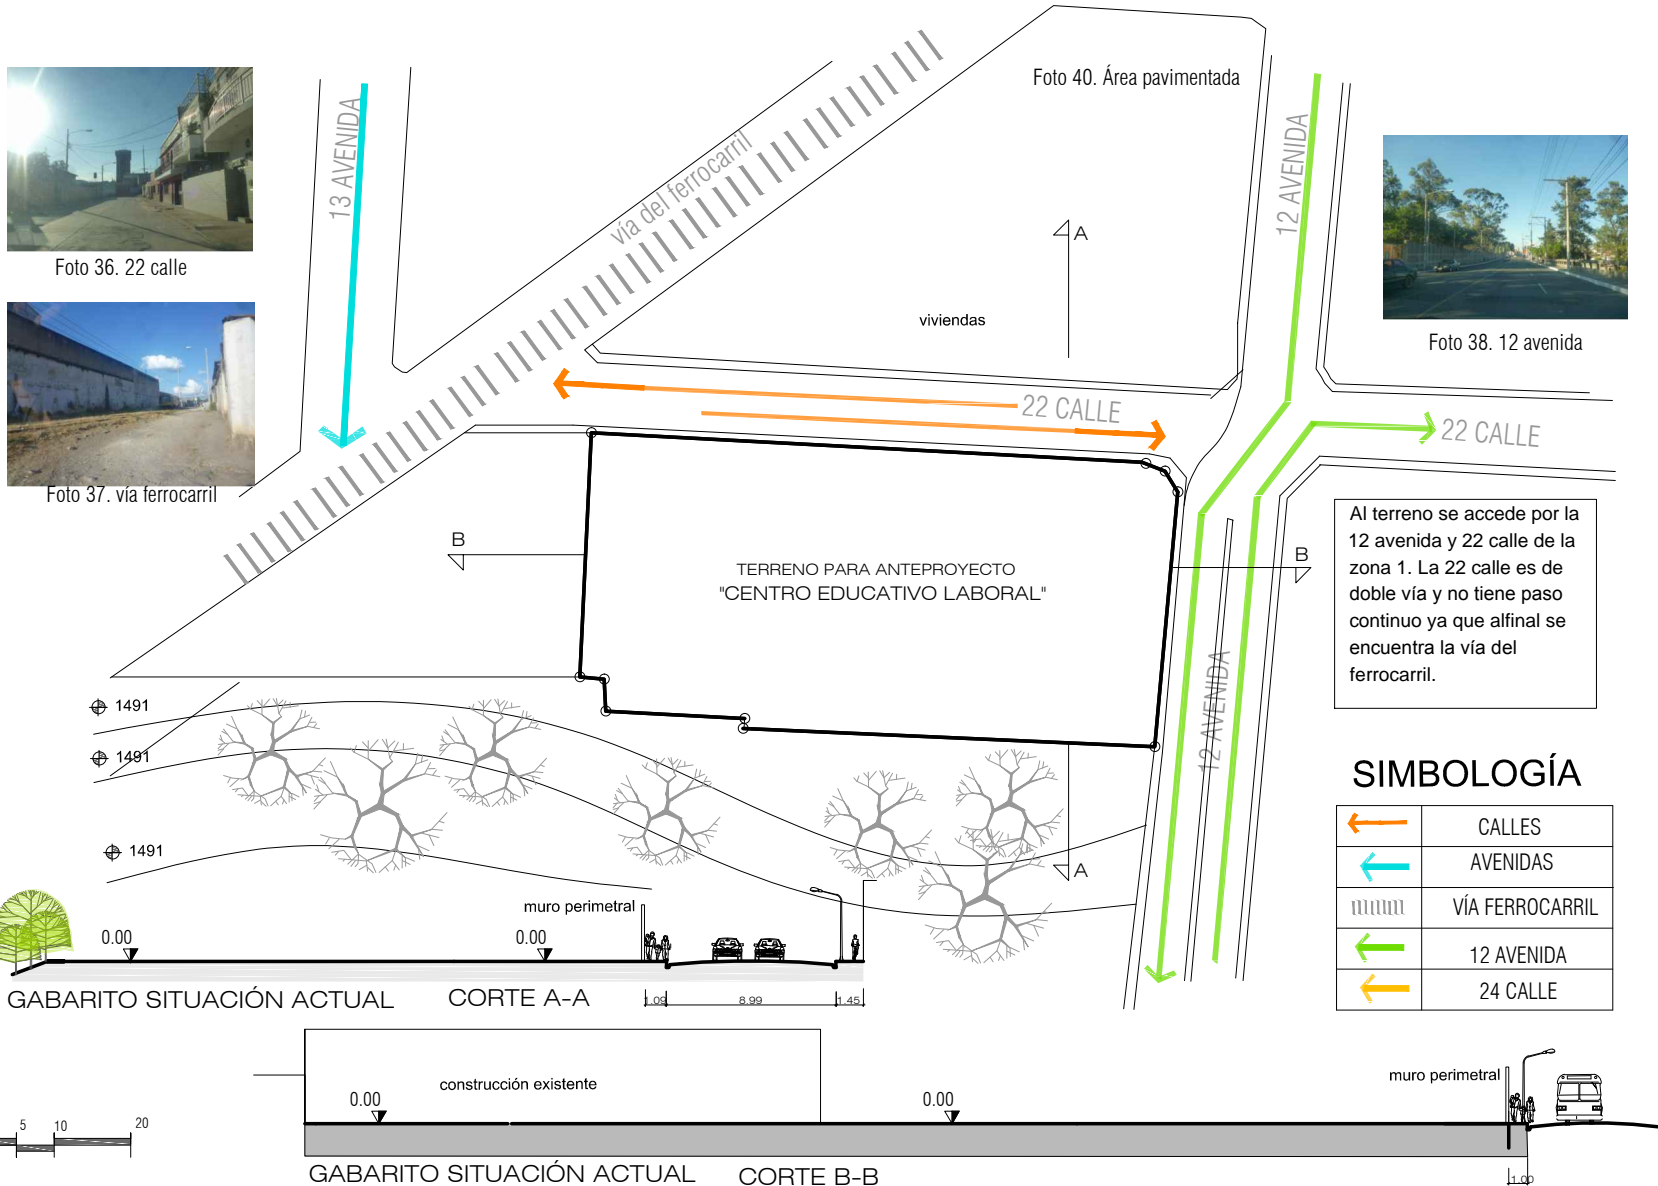 Foto 36. 22 calle
Foto 37. vía ferrocarril
13 AVENIDA
vía del ferrocarril
Foto 40. Área pavimentada
A
viviendas
12 AVENIDA
Foto 38. 12 avenida
22 CALLE
22 CALLE
B
B
TERRENO PARA ANTEPROYECTO
"CENTRO EDUCATIVO LABORAL"
12 AVENIDA
Al terreno se accede por la
12 avenida y 22 calle de la
zona 1. La 22 calle es de
doble vía y no tiene paso
continuo ya que alfinal se
encuentra la vía del
ferrocarril.
1491
1491
1491
A
SIMBOLOGÍA
CALLES
AVENIDAS
VÍA FERROCARRIL
12 AVENIDA
24 CALLE
muro perimetral
0.00
0.00
GABARITO SITUACIÓN ACTUAL
CORTE A-A
1.09
8.99
1.45
construcción existente
0.00
0.00
muro perimetral
5
10
20
GABARITO SITUACIÓN ACTUAL
CORTE B-B
1.00